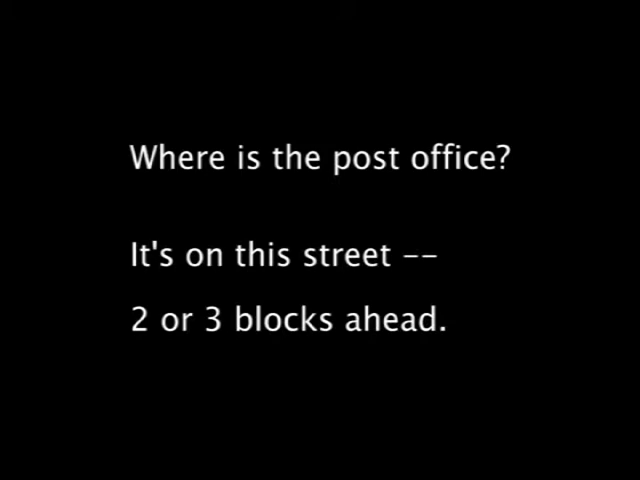 Where is the post office?
It's on this street --
2 or 3 blocks ahead.